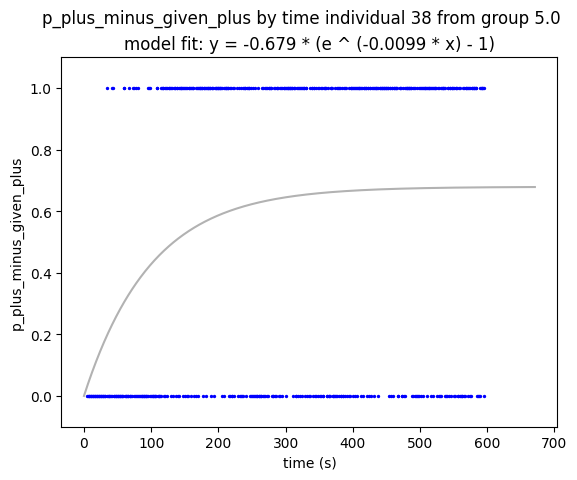 p_plus_minus_given_plus by time individual 38 from group 5.0
model fit: y = -0.679 * (e ^ (-0.0099 * x) - 1)
1.0
0.8
0.6
0.4
0.2
0.0
p_plus_minus_given_plus
0 100 200 300 400 500 600 700
time (s)